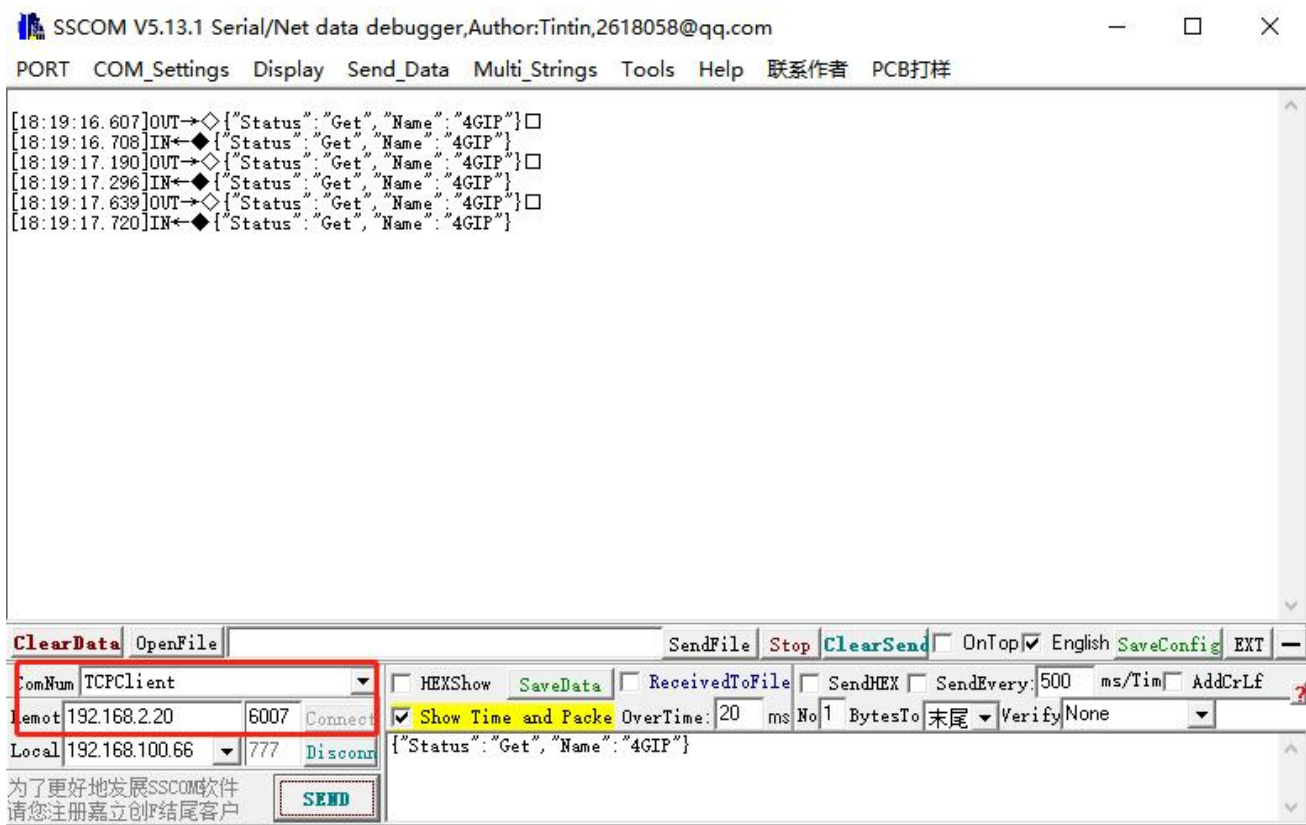 SSCOM V5.13.1 Serial/Net data debugger,Author:Tintin,2618058@qq.com
PORT COM_Settings Display Send_Data Multi_Strings Tools Help 联系作者 PCB打样
[18:19:16.607]OUT→◇{"Status":"Get","Name":"4GIP"}□
[18:19:16.708]IN←◆{"Status":"Get","Name":"4GIP"}
[18:19:17.190]OUT→◇{"Status":"Get","Name":"4GIP"}□
[18:19:17.296]IN←◆{"Status":"Get","Name":"4GIP"}
[18:19:17.639]OUT→◇{"Status":"Get","Name":"4GIP"}□
[18:19:17.720]IN←◆{"Status":"Get","Name":"4GIP"}
ClearData OpenFile SendFile Stop ClearSend OnTop English SaveConfig EXT —
ComNum TCPClient HEXShow SaveData ReceivedToFile SendHEX SendEvery: 500 ms/Tim AddCrLf
Remot 192.168.2.20 6007 Connect Show Time and Packe OverTime: 20 ms No 1 BytesTo 末尾 Verify None ?
Local 192.168.100.66 777 Disconn {"Status":"Get","Name":"4GIP"}
为了更好地发展SSCOM软件
请您注册嘉立创F结尾客户
SEND